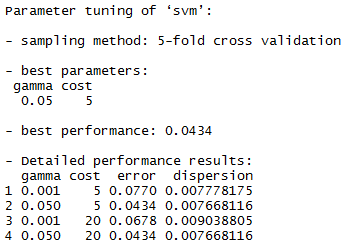 Parameter tuning of ‘svm’:
- sampling method: 5-fold cross validation
- best parameters:
gamma cost
0.05 5
- best performance: 0.0434
- Detailed performance results:
gamma cost error dispersion
1 0.001 5 0.0770 0.007778175
2 0.050 5 0.0434 0.007668116
3 0.001 20 0.0678 0.009038805
4 0.050 20 0.0434 0.007668116